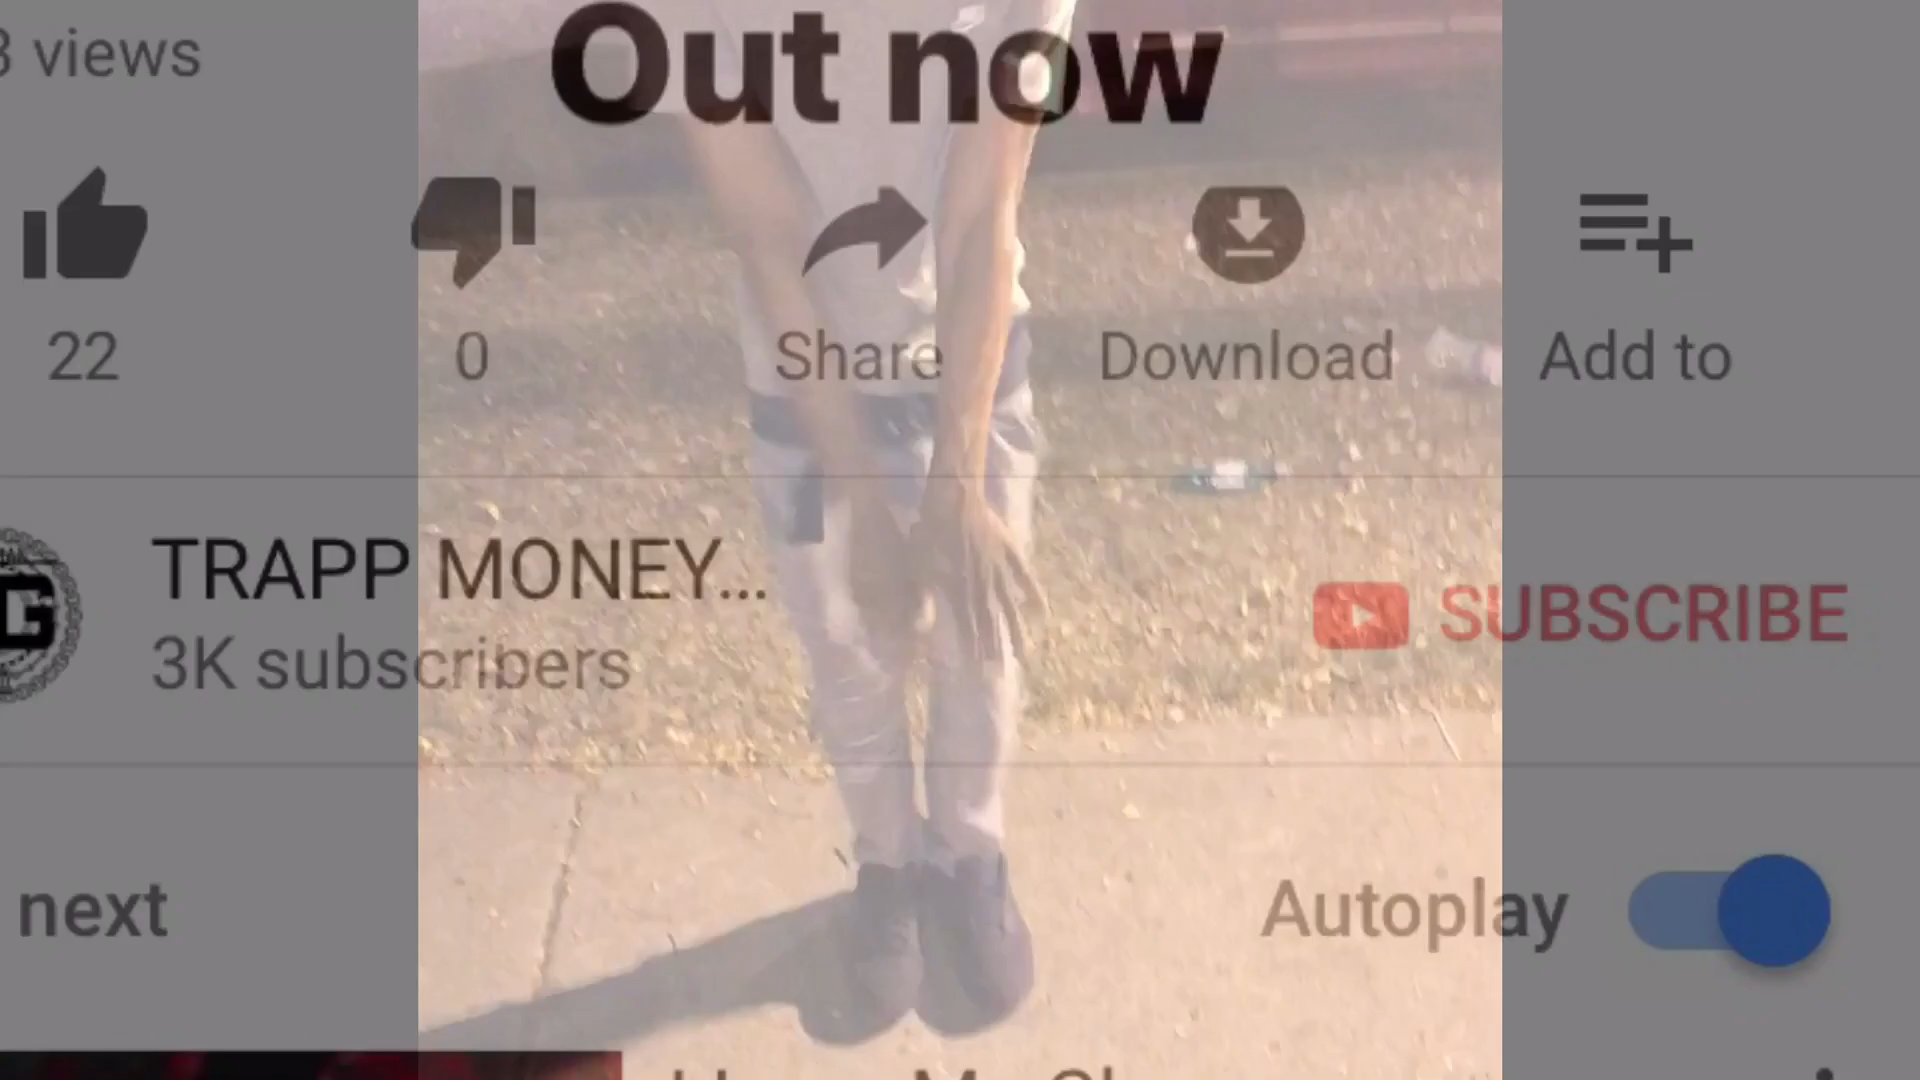 Out now
views
22 0 Share Download Add to
TRAPP MONEY...
3K subscribers
SUBSCRIBE
next
Autoplay